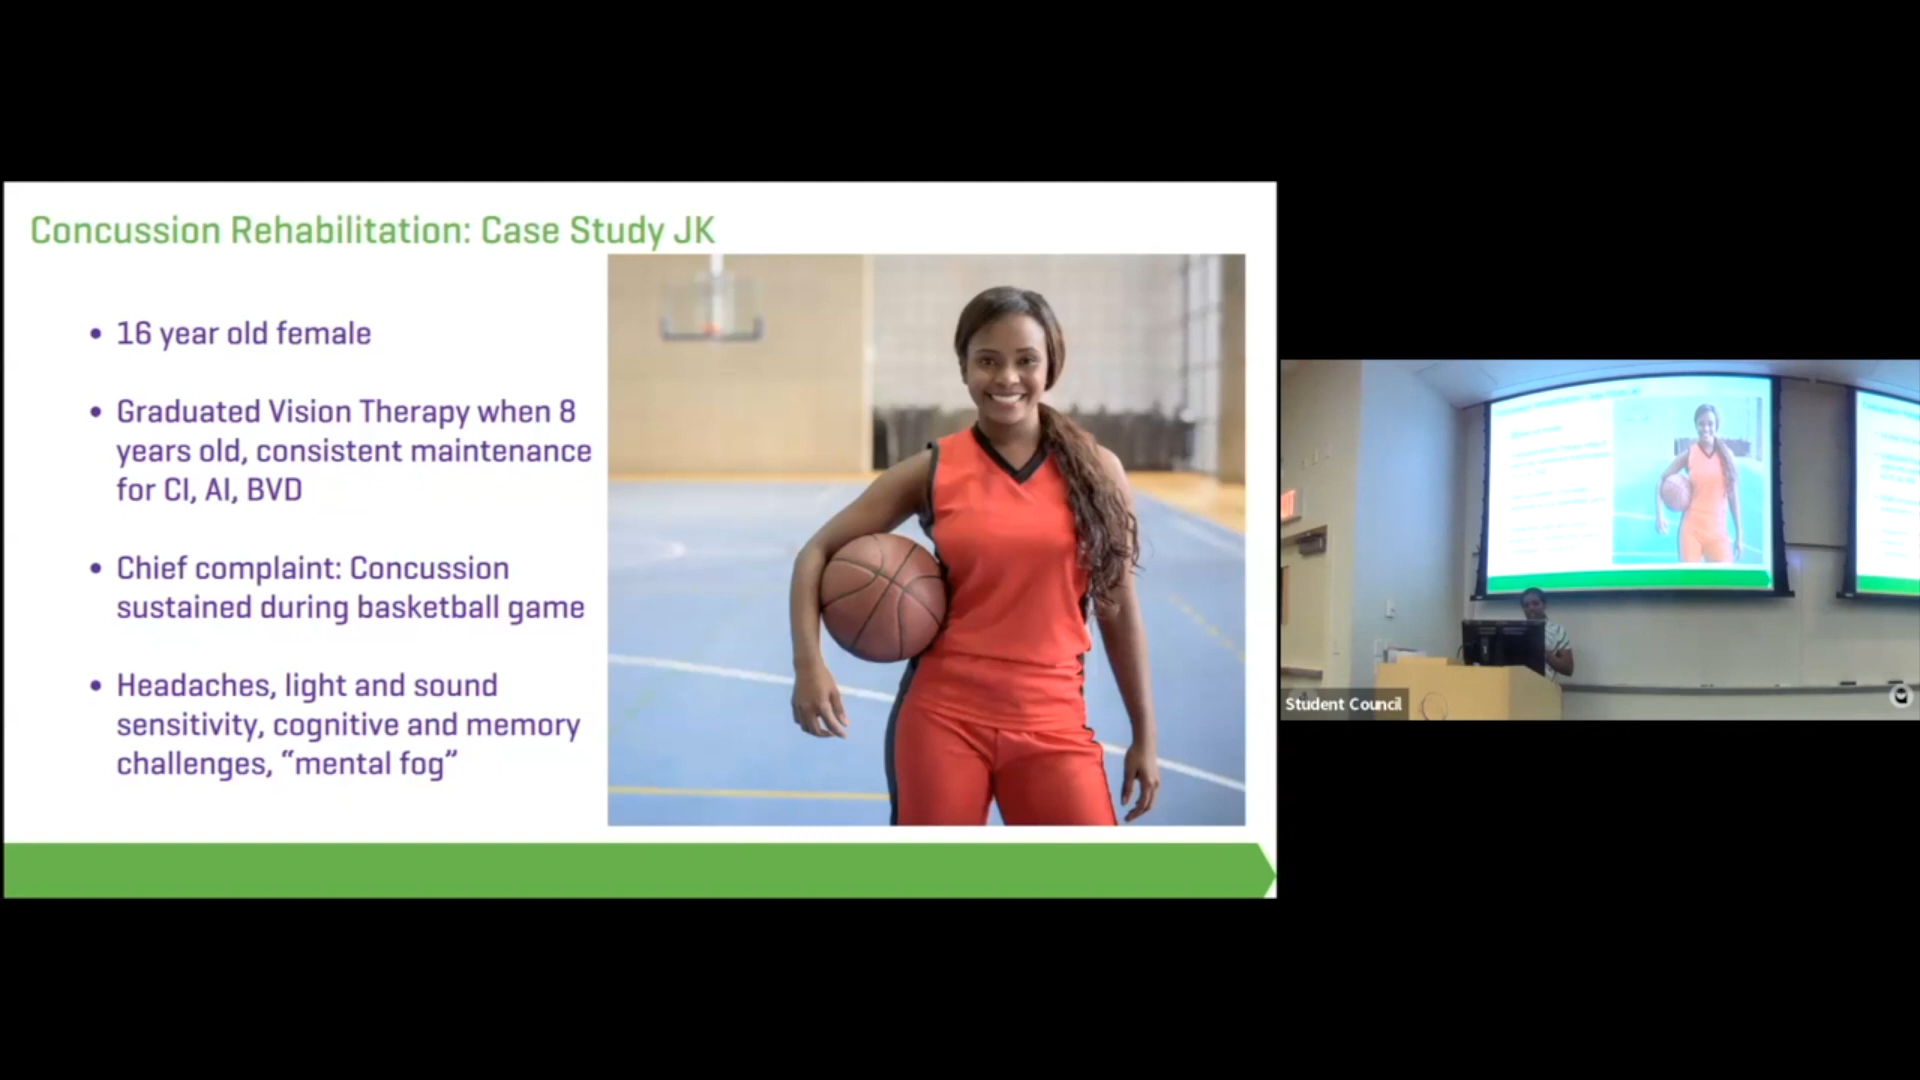 Concussion Rehabilitation: Case Study JK
• 16 year old female
• Graduated Vision Therapy when 8
years old, consistent maintenance
for CI, AI, BVD
• Chief complaint: Concussion
sustained during basketball game
• Headaches, light and sound
sensitivity, cognitive and memory
challenges, “mental fog”
Student Council